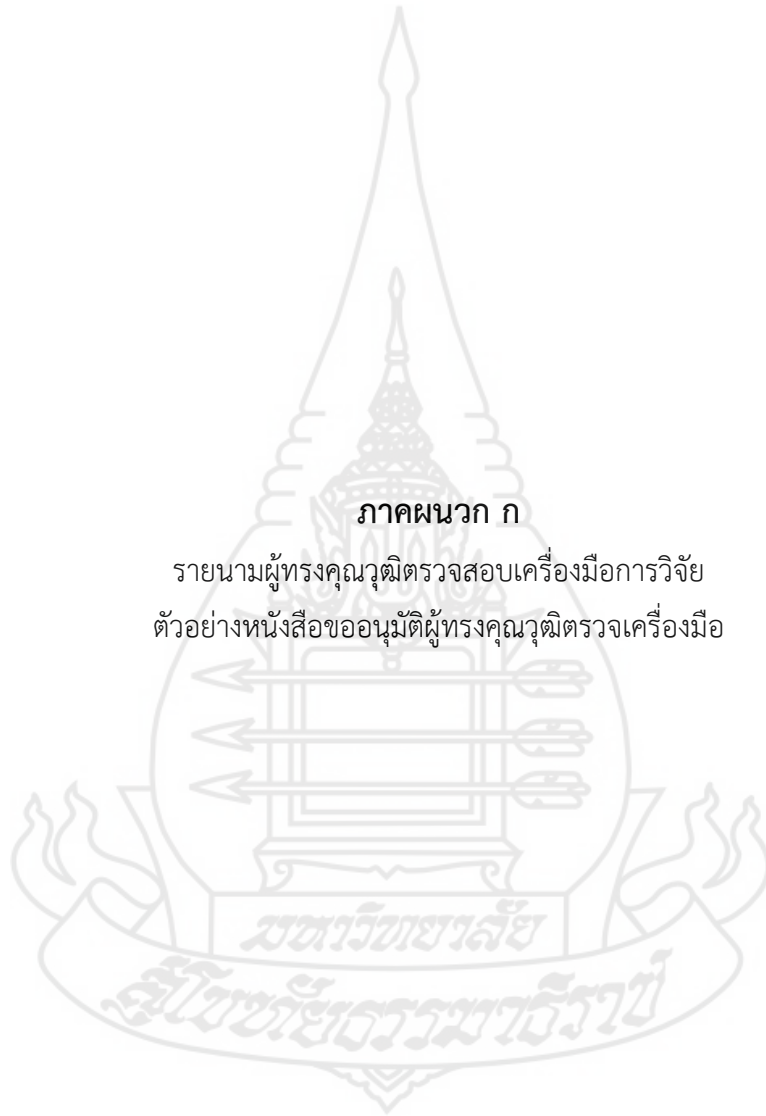 ภาคผนวก ก
รายนามผู้ทรงคุณวุฒิตรวจสอบเครื่องมือการวิจัย
ตัวอย่างหนังสือขออนุมัติผู้ทรงคุณวุฒิตรวจเครื่องมือ
มหาวิทยาลัย
สุโขทัยธรรมาธิราช